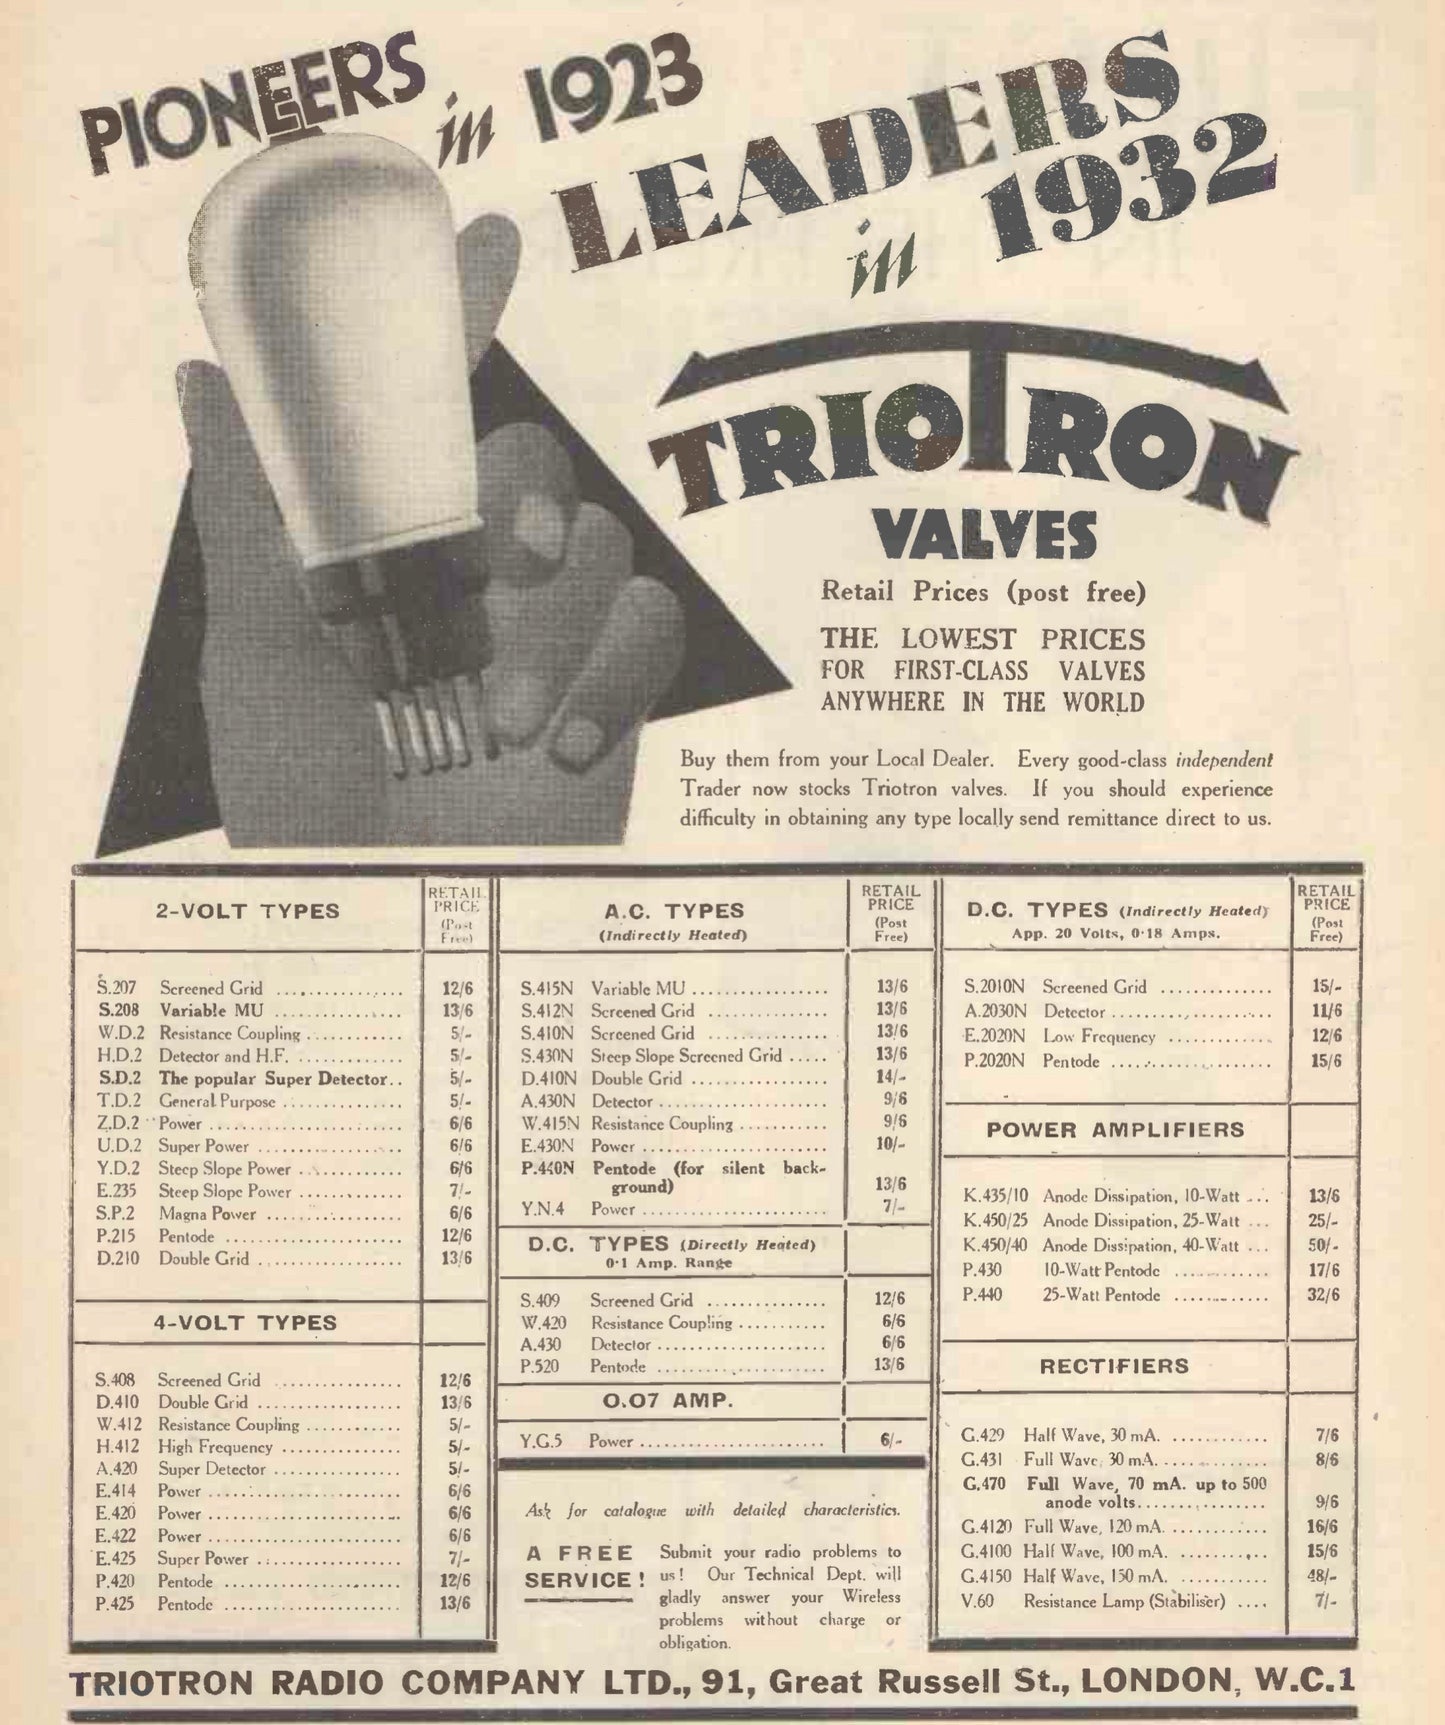 PIONEERS in 1923
LEADERS
in 1932
TRIOTRON
VALVES
Retail Prices (post free)
THE LOWEST PRICES
FOR FIRST-CLASS VALVES
ANYWHERE IN THE WORLD
Buy them from your Local Dealer. Every good-class independent
Trader now stocks Triotron valves. If you should experience
difficulty in obtaining any type locally send remittance direct to us.
2-VOLT TYPES
RETAIL
PRICE
(Post
Free)
S.207 Screened Grid ................ 12/6
S.208 Variable MU ................ 13/6
W.D.2 Resistance Coupling ............ 5/-
H.D.2 Detector and H.F. ............. 5/-
S.D.2 The popular Super Detector.. 5/-
T.D.2 General Purpose ............... 5/-
Z.D.2 Power ........................ 6/6
U.D.2 Super Power .................. 6/6
Y.D.2 Steep Slope Power ............. 6/6
E.235 Steep Slope Power ............. 7/-
S.P.2 Magna Power ................. 6/6
P.215 Pentode ...................... 12/6
D.210 Double Grid .................. 13/6
4-VOLT TYPES
S.408 Screened Grid ................ 12/6
D.410 Double Grid .................. 13/6
W.412 Resistance Coupling ............ 5/-
H.412 High Frequency ............... 5/-
A.420 Super Detector ................ 5/-
E.414 Power ........................ 6/6
E.420 Power ........................ 6/6
E.422 Power ........................ 6/6
E.425 Super Power .................. 7/-
P.420 Pentode ...................... 12/6
P.425 Pentode ...................... 13/6
A.C. TYPES
(Indirectly Heated)
RETAIL
PRICE
(Post
Free)
S.415N Variable MU ................. 13/6
S.412N Screened Grid ............... 13/6
S.410N Screened Grid ............... 13/6
S.430N Steep Slope Screened Grid ..... 13/6
D.410N Double Grid ................. 14/-
A.430N Detector ..................... 9/6
W.415N Resistance Coupling ........... 9/6
E.430N Power ....................... 10/-
P.440N Pentode (for silent back-
ground) 13/6
Y.N.4 Power ....................... 7/-
D.C. TYPES (Directly Heated)
0·1 Amp. Range
S.409 Screened Grid ............... 12/6
W.420 Resistance Coupling ........... 6/6
A.430 Detector ..................... 6/6
P.520 Pentode ..................... 13/6
0.07 AMP.
Y.G.5 Power ....................... 6/-
Ask for catalogue with detailed characteristics.
A FREE
SERVICE!
Submit your radio problems to
us! Our Technical Dept. will
gladly answer your Wireless
problems without charge or
obligation.
D.C. TYPES (Indirectly Heated)
App. 20 Volts, 0·18 Amps.
RETAIL
PRICE
(Post
Free)
S.2010N Screened Grid .............. 15/-
A.2030N Detector .................... 11/6
E.2020N Low Frequency ............. 12/6
P.2020N Pentode .................... 15/6
POWER AMPLIFIERS
K.435/10 Anode Dissipation, 10-Watt ... 13/6
K.450/25 Anode Dissipation, 25-Watt ... 25/-
K.450/40 Anode Dissipation, 40-Watt ... 50/-
P.430 10-Watt Pentode ............ 17/6
P.440 25-Watt Pentode ............ 32/6
RECTIFIERS
G.429 Half Wave, 30 mA. ............ 7/6
G.431 Full Wave, 30 mA. ............ 8/6
G.470 Full Wave, 70 mA. up to 500
anode volts................ 9/6
G.4120 Full Wave, 120 mA. ............ 16/6
G.4100 Half Wave, 100 mA. ........... 15/6
G.4150 Half Wave, 150 mA. ........... 48/-
V.60 Resistance Lamp (Stabiliser) .... 7/-
TRIOTRON RADIO COMPANY LTD., 91, Great Russell St., LONDON, W.C.1